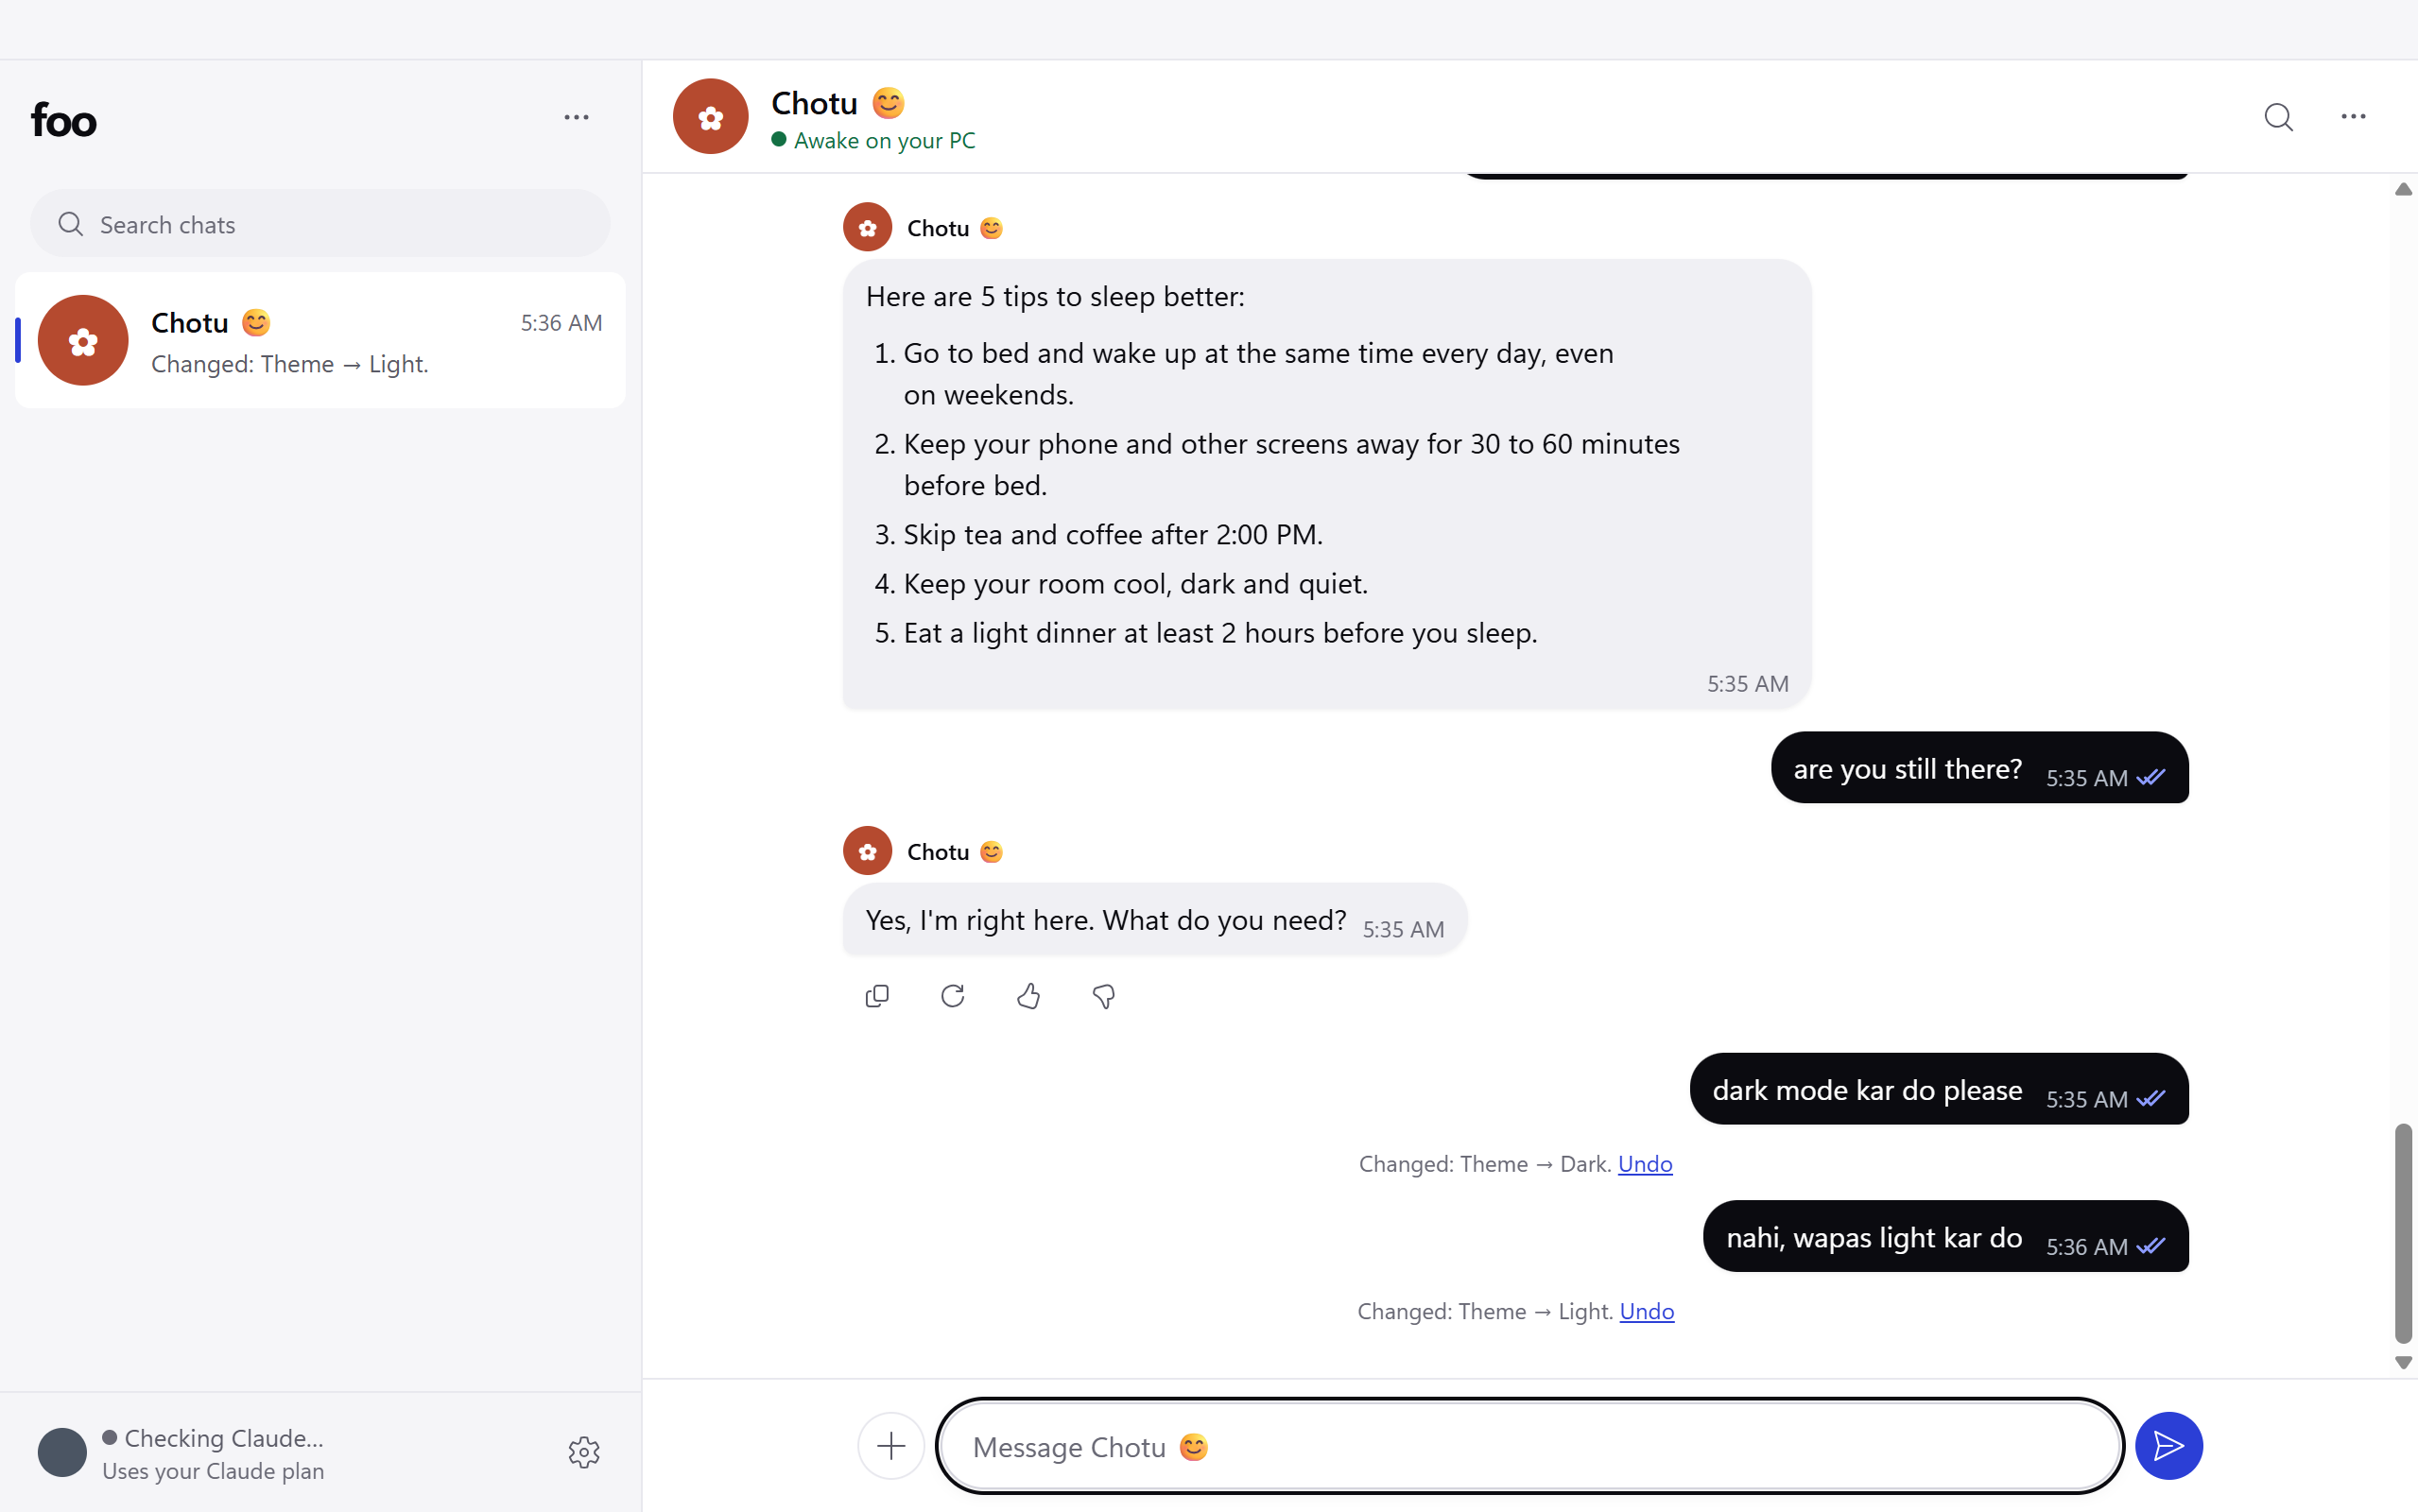 foo
Search chats
Chotu 😊
5:36 AM
Changed: Theme → Light.
Checking Claude...
Uses your Claude plan
Chotu 😊
Awake on your PC
Chotu 😊
Here are 5 tips to sleep better:
1. Go to bed and wake up at the same time every day, even
on weekends.
2. Keep your phone and other screens away for 30 to 60 minutes
before bed.
3. Skip tea and coffee after 2:00 PM.
4. Keep your room cool, dark and quiet.
5. Eat a light dinner at least 2 hours before you sleep.
5:35 AM
are you still there? 5:35 AM
Chotu 😊
Yes, I'm right here. What do you need? 5:35 AM
dark mode kar do please 5:35 AM
Changed: Theme → Dark. Undo
nahi, wapas light kar do 5:36 AM
Changed: Theme → Light. Undo
Message Chotu 😊